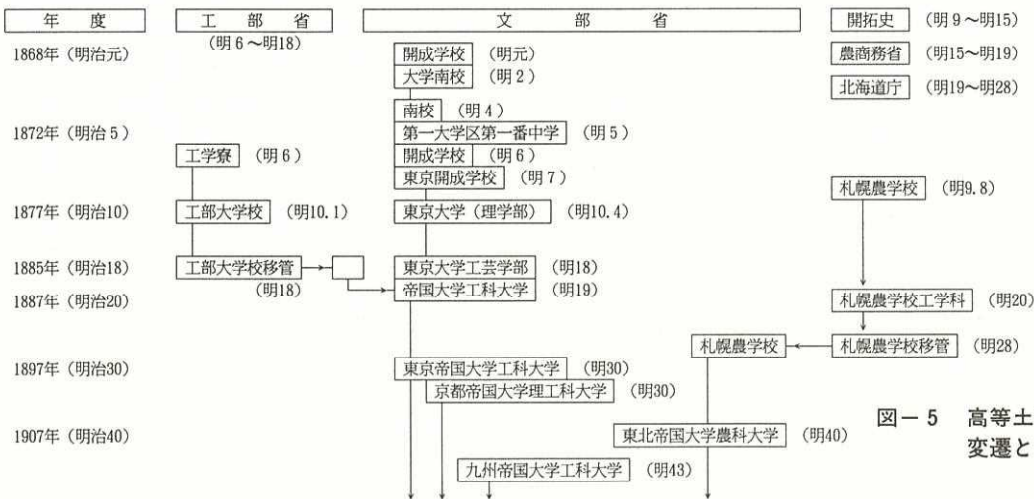 年度 工部省 文部省 開拓史 (明9～明15)
(明6～明18)
1868年(明治元) 開成学校 (明元) 農商務省 (明15～明19)
大学南校 (明2)
北海道庁 (明19～明28)
南校 (明4)
1872年(明治5) 第一大学区第一番中学 (明5)
工学寮 (明6) 開成学校 (明6)
東京開成学校 (明7)
札幌農学校 (明9.8)
1877年(明治10) 工部大学校 (明10.1) 東京大学(理学部) (明10.4)
1885年(明治18) 工部大学校移管 東京大学工芸学部 (明18)
(明18) 帝国大学工科大学 (明19)
1887年(明治20) 札幌農学校工学科 (明20)
札幌農学校 札幌農学校移管 (明28)
1897年(明治30) 東京帝国大学工科大学 (明30)
京都帝国大学理工科大学 (明30)
1907年(明治40) 東北帝国大学農科大学 (明40)
九州帝国大学工科大学 (明43)
図－5 高等土
変遷と